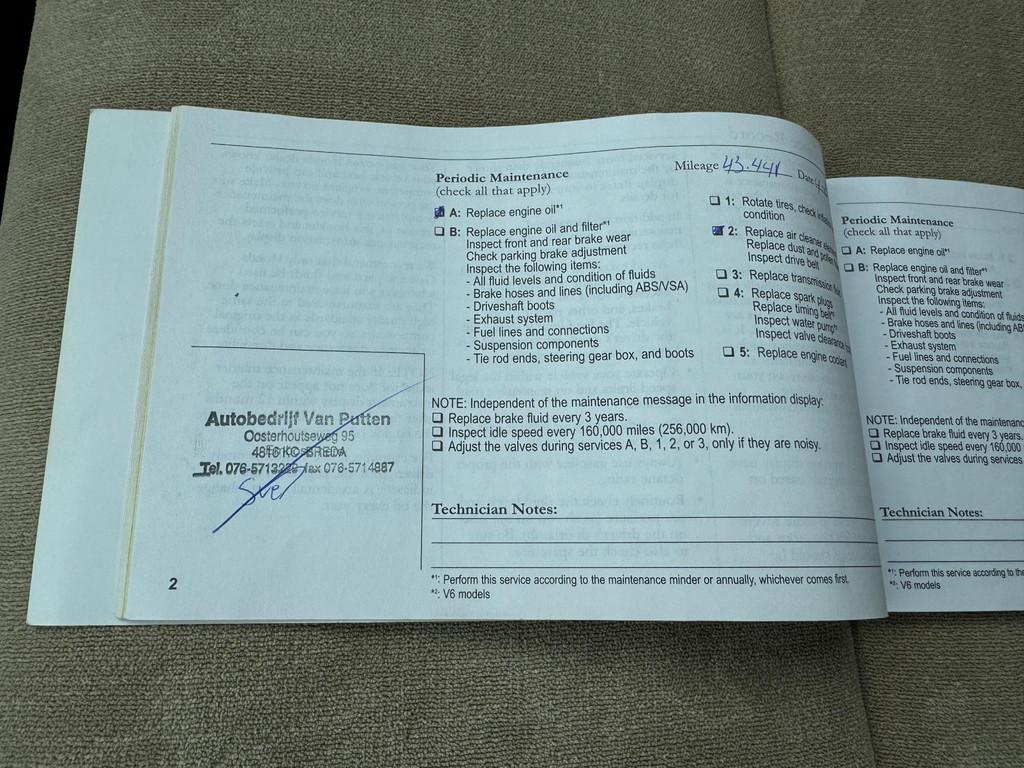 Periodic Maintenance
(check all that apply)
Mileage 43.441 Date
A: Replace engine oil*1
B: Replace engine oil and filter*1
Inspect front and rear brake wear
Check parking brake adjustment
Inspect the following items:
- All fluid levels and condition of fluids
- Brake hoses and lines (including ABS/VSA)
- Driveshaft boots
- Exhaust system
- Fuel lines and connections
- Suspension components
- Tie rod ends, steering gear box, and boots
1: Rotate tires, check
condition
2: Replace air cleaner
Replace dust and
Inspect drive belt
3: Replace transmission
4: Replace spark plugs
Replace timing belt*2
Inspect water pump*2
Inspect valve clearance
5: Replace engine coolant
NOTE: Independent of the maintenance message in the information display:
Replace brake fluid every 3 years.
Inspect idle speed every 160,000 miles (256,000 km).
Adjust the valves during services A, B, 1, 2, or 3, only if they are noisy.
Technician Notes:
*1: Perform this service according to the maintenance minder or annually, whichever comes first.
*2: V6 models
Autobedrijf Van Putten
Oosterhoutseweg 95
BREDA
Tel. fax 076-5714887
2
Periodic Maintenance
(check all that apply)
A: Replace engine oil*1
B: Replace engine oil and filter*1
Inspect front and rear brake wear
Check parking brake adjustment
Inspect the following items:
- All fluid levels and condition of fluids
- Brake hoses and lines (including
- Driveshaft boots
- Exhaust system
- Fuel lines and connections
- Suspension components
- Tie rod ends, steering gear box,
NOTE: Independent of the maintenance
Replace brake fluid every 3 years.
Inspect idle speed every 160,000
Adjust the valves during services
Technician Notes:
*1: Perform this service according to the
*2: V6 models